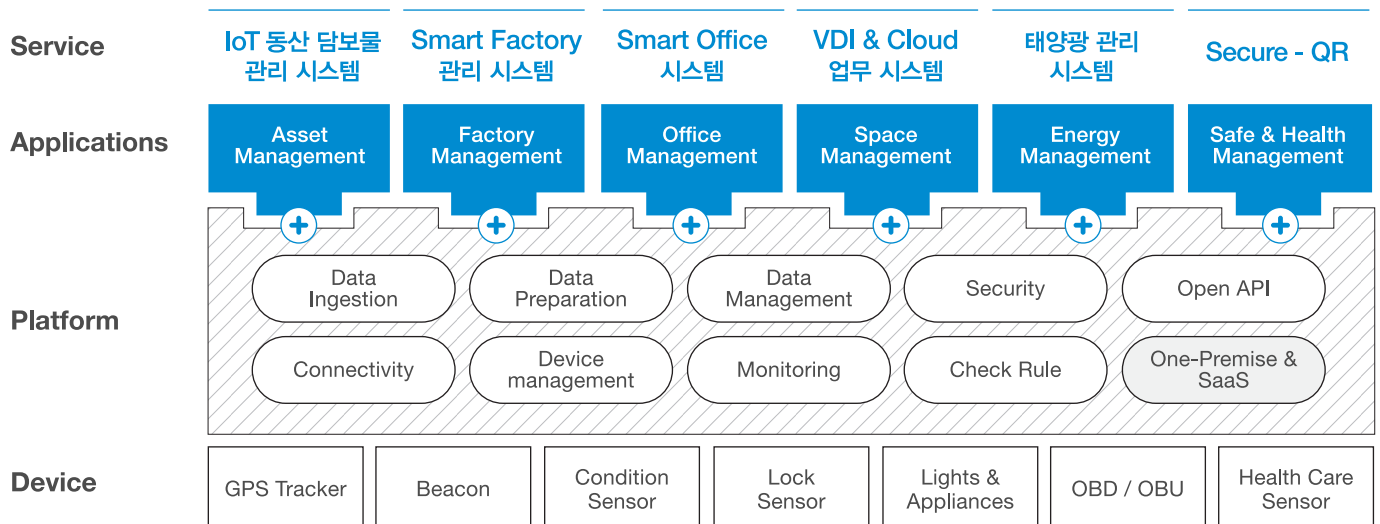 Service
IoT 동산 담보물
관리 시스템
Smart Factory
관리 시스템
Smart Office
시스템
VDI & Cloud
업무 시스템
태양광 관리
시스템
Secure - QR
Applications
Asset
Management
Factory
Management
Office
Management
Space
Management
Energy
Management
Safe & Health
Management
Platform
Data
Ingestion
Data
Preparation
Data
Management
Security
Open API
Connectivity
Device
management
Monitoring
Check Rule
One-Premise &
SaaS
Device
GPS Tracker
Beacon
Condition
Sensor
Lock
Sensor
Lights &
Appliances
OBD / OBU
Health Care
Sensor